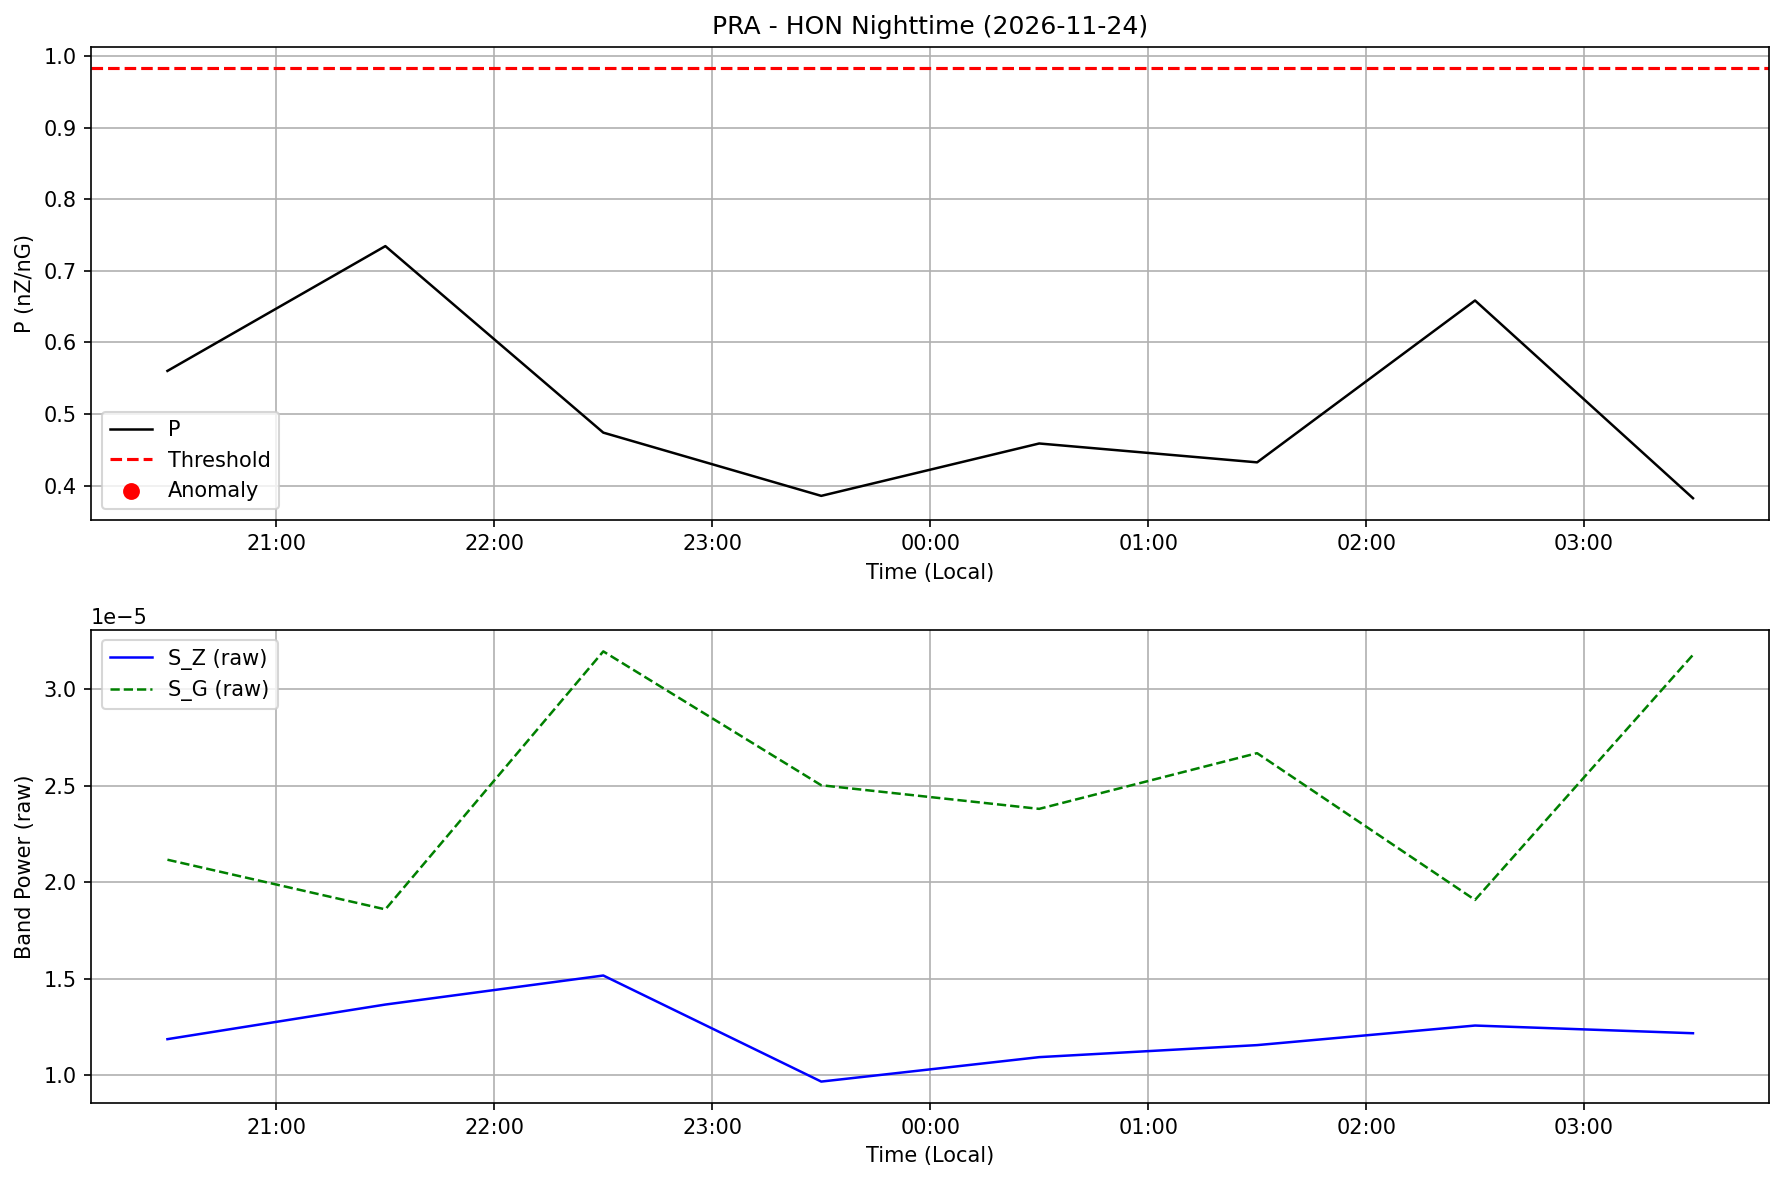 PRA - HON Nighttime (2026-11-24)
P (nZ/nG)
1.0
0.9
0.8
0.7
0.6
0.5
0.4
P
Threshold
Anomaly
21:00 22:00 23:00 00:00 01:00 02:00 03:00
Time (Local)
1e−5
Band Power (raw)
3.0
2.5
2.0
1.5
1.0
S_Z (raw)
S_G (raw)
21:00 22:00 23:00 00:00 01:00 02:00 03:00
Time (Local)